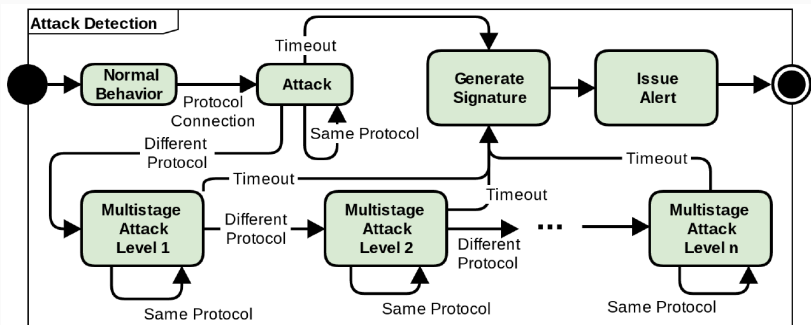 Attack Detection
Timeout
Normal
Behavior
Attack
Generate
Signature
Issue
Alert
Protocol
Connection
Same Protocol
Different
Protocol
Timeout
Timeout
Timeout
Multistage
Attack
Level 1
Different
Protocol
Multistage
Attack
Level 2
Different
Protocol
...
Multistage
Attack
Level n
Same Protocol
Same Protocol
Same Protocol